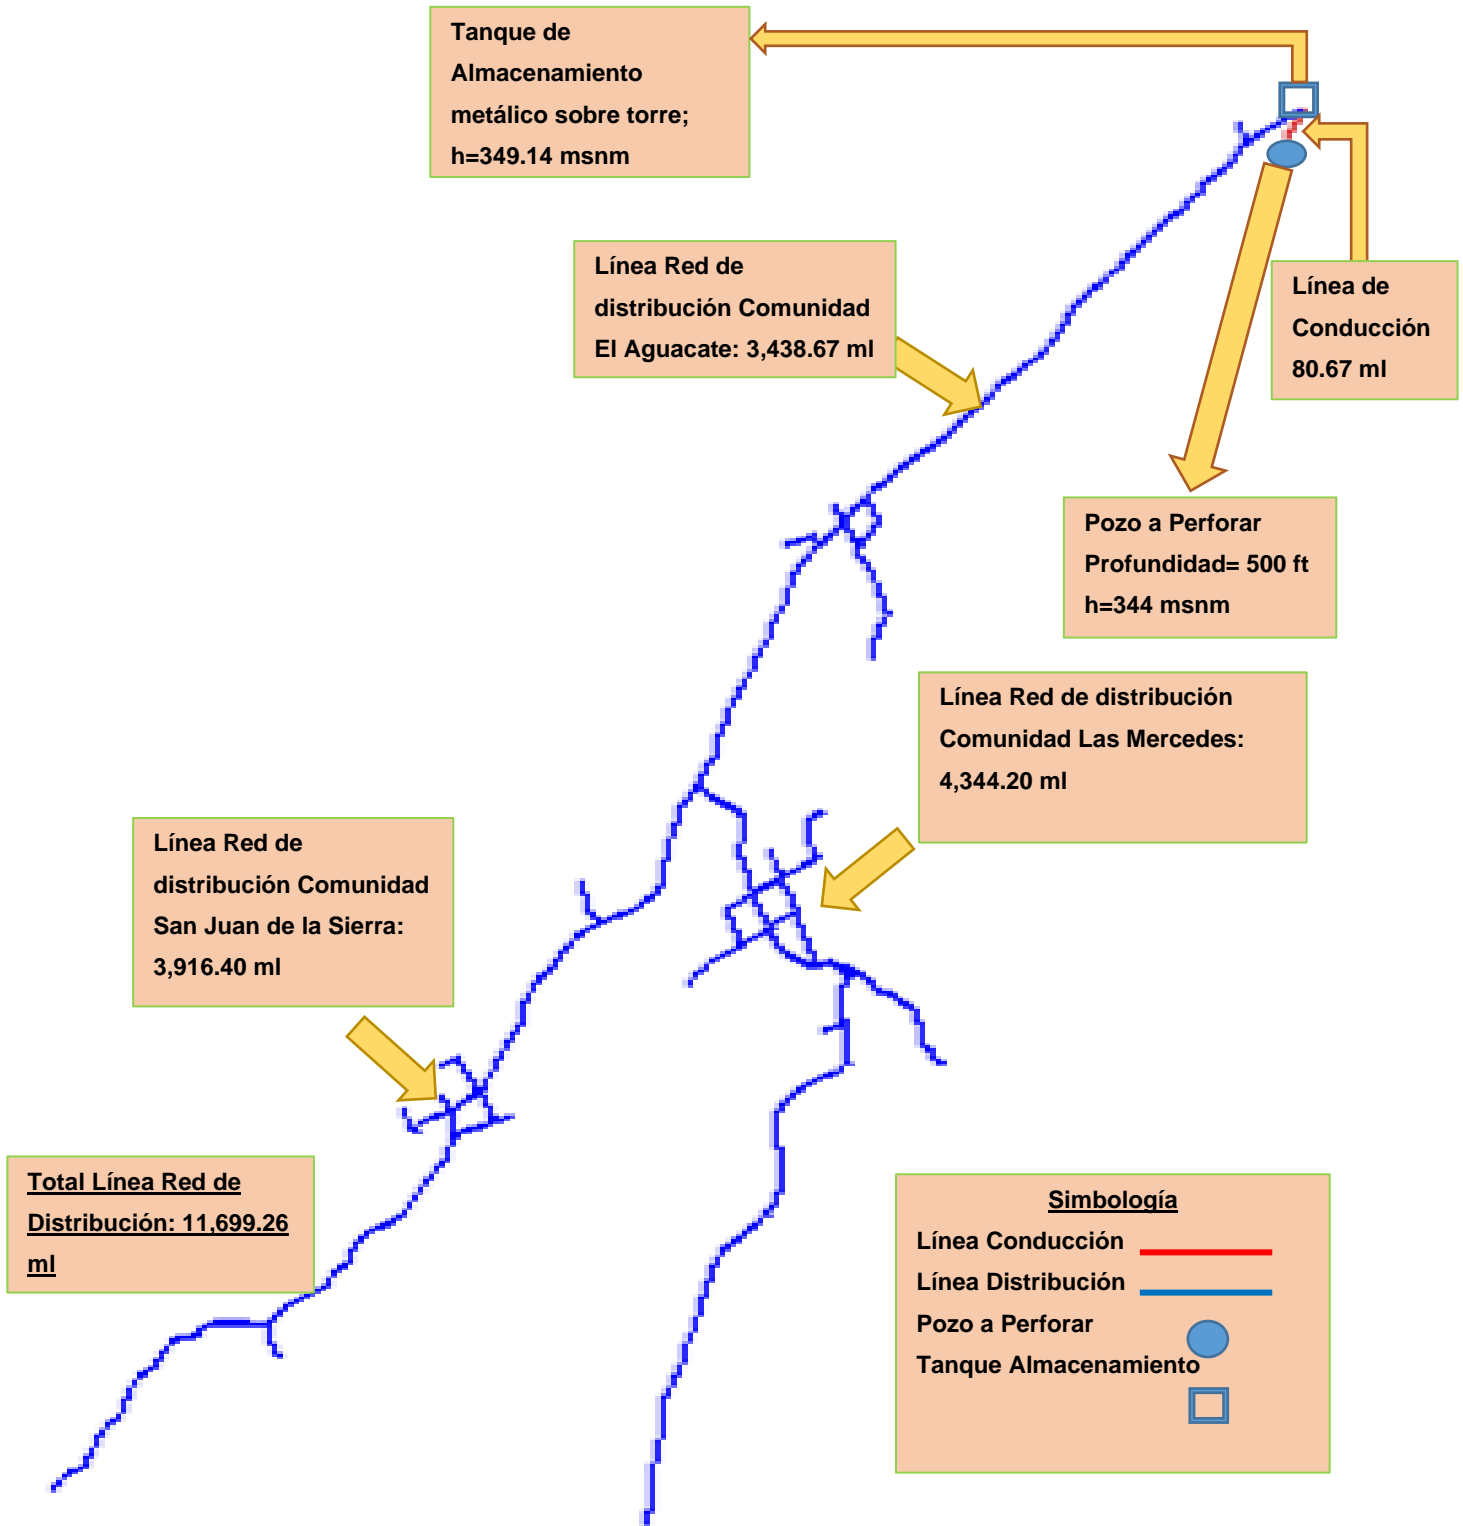 Tanque de
Almacenamiento
metálico sobre torre;
h=349.14 msnm
Línea Red de
distribución Comunidad
El Aguacate: 3,438.67 ml
Línea de
Conducción
80.67 ml
Pozo a Perforar
Profundidad= 500 ft
h=344 msnm
Línea Red de distribución
Comunidad Las Mercedes:
4,344.20 ml
Línea Red de
distribución Comunidad
San Juan de la Sierra:
3,916.40 ml
Total Línea Red de
Distribución: 11,699.26
ml
Simbología
Línea Conducción
Línea Distribución
Pozo a Perforar
Tanque Almacenamiento